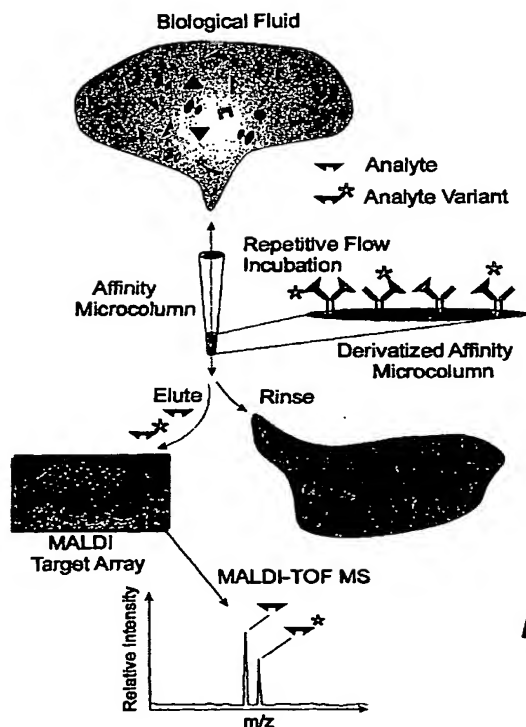 Biological Fluid
Analyte
Analyte Variant
Repetitive Flow
Incubation
Affinity
Microcolumn
Derivatized Affinity
Microcolumn
Elute
Rinse
MALDI
Target Array
MALDI-TOF MS
Relative Intensity
m/z